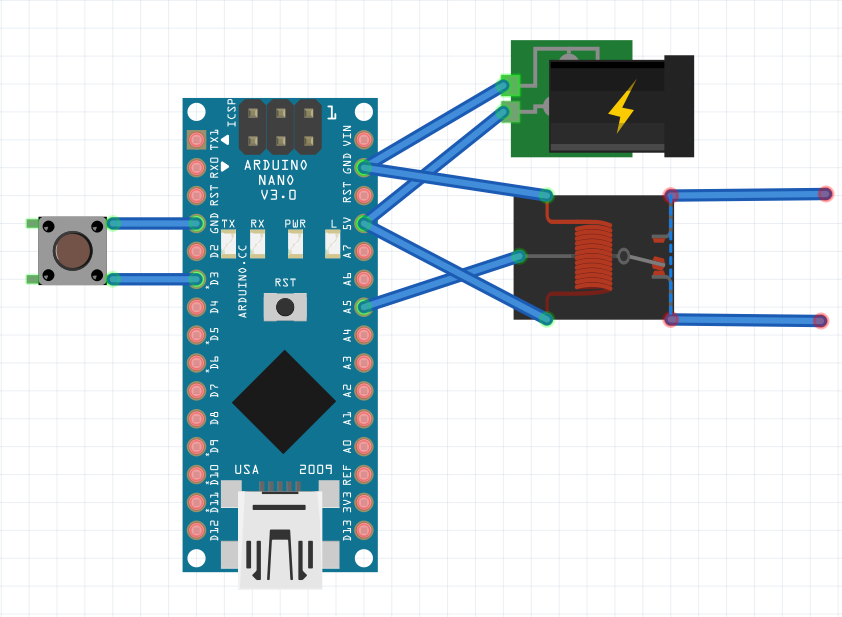 ICSP
1
TX1
RX0
RST
GND
D2
D3
D4
D5
D6
D7
D8
D9
D10
D11
D12
ARDUINO
NANO
V3.0
TX
RX
PWR
L
RST
ARDUINO.CC
USA
2009
VIN
GND
RST
5V
A7
A6
A5
A4
A3
A2
A1
A0
REF
3V3
D13